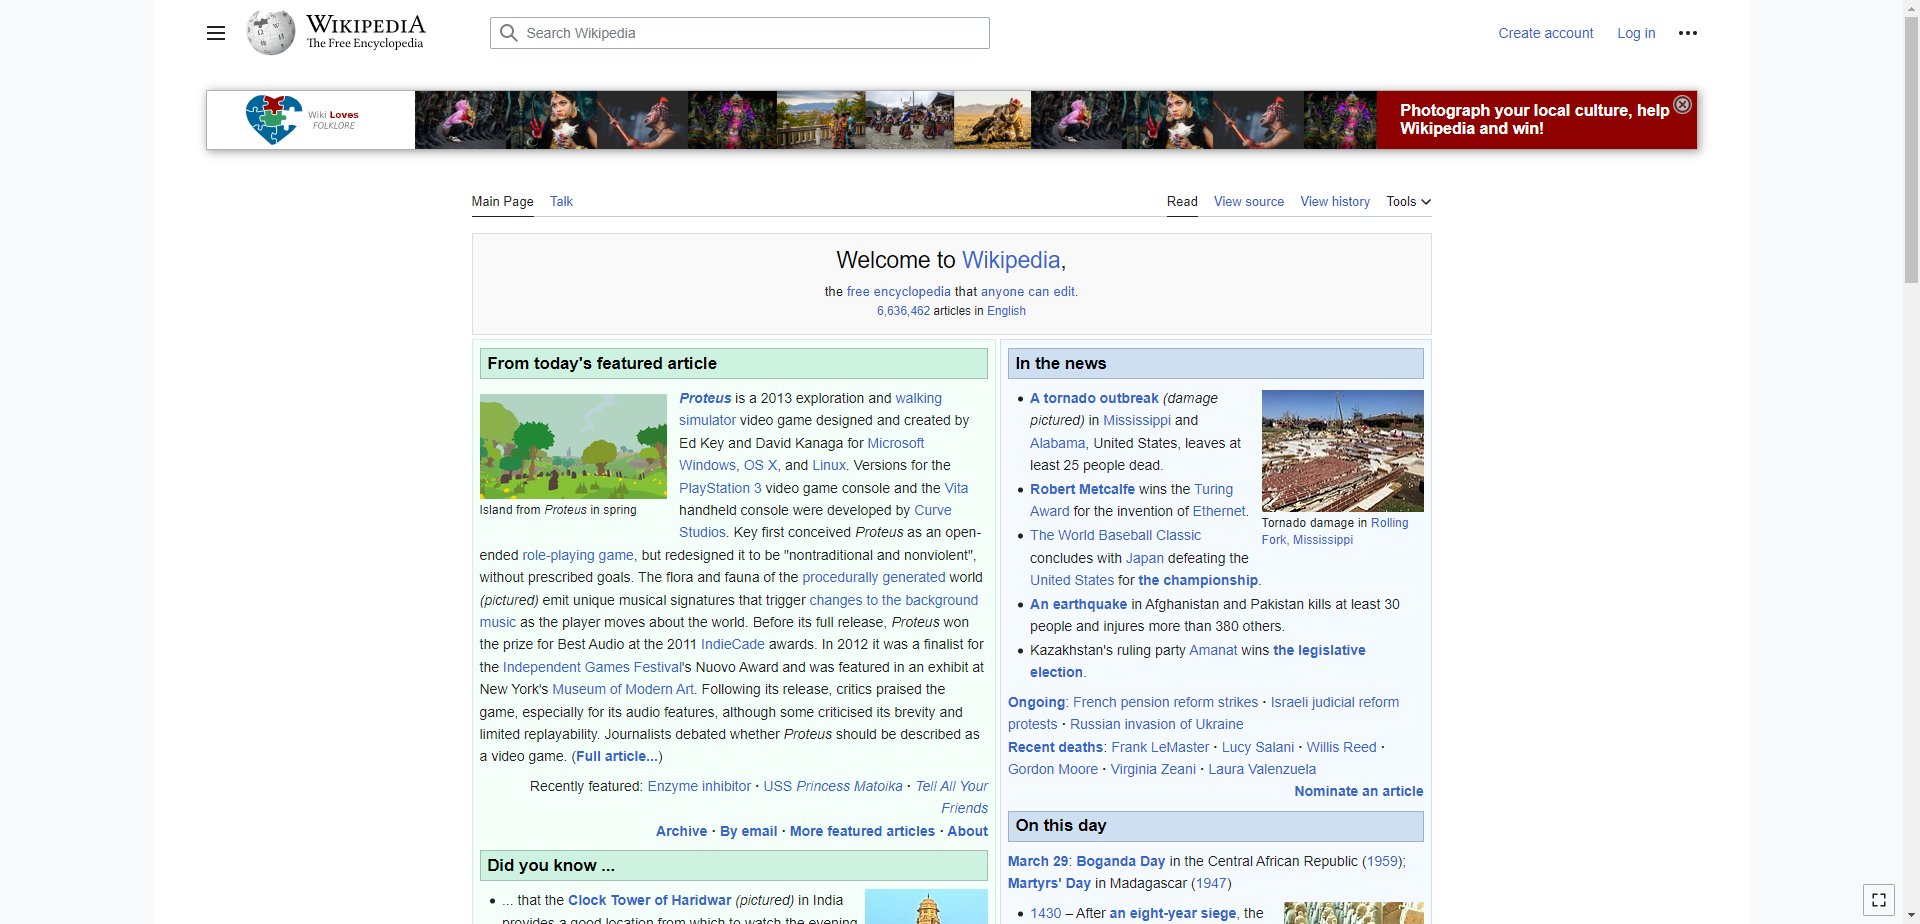 WIKIPEDIA
The Free Encyclopedia
Search Wikipedia
Create account
Log in
Wiki Loves
FOLKLORE
Photograph your local culture, help
Wikipedia and win!
Main Page
Talk
Read
View source
View history
Tools
Welcome to Wikipedia,
the free encyclopedia that anyone can edit.
6,636,462 articles in English
From today's featured article
Island from Proteus in spring
Proteus is a 2013 exploration and walking
simulator video game designed and created by
Ed Key and David Kanaga for Microsoft
Windows, OS X, and Linux. Versions for the
PlayStation 3 video game console and the Vita
handheld console were developed by Curve
Studios. Key first conceived Proteus as an open-
ended role-playing game, but redesigned it to be "nontraditional and nonviolent",
without prescribed goals. The flora and fauna of the procedurally generated world
(pictured) emit unique musical signatures that trigger changes to the background
music as the player moves about the world. Before its full release, Proteus won
the prize for Best Audio at the 2011 IndieCade awards. In 2012 it was a finalist for
the Independent Games Festival's Nuovo Award and was featured in an exhibit at
New York's Museum of Modern Art. Following its release, critics praised the
game, especially for its audio features, although some criticised its brevity and
limited replayability. Journalists debated whether Proteus should be described as
a video game. (Full article...)
Recently featured: Enzyme inhibitor · USS Princess Matoika · Tell All Your
Friends
Archive · By email · More featured articles · About
Did you know ...
... that the Clock Tower of Haridwar (pictured) in India
provides a good location from which to watch the evening
In the news
A tornado outbreak (damage
pictured) in Mississippi and
Alabama, United States, leaves at
least 25 people dead.
Robert Metcalfe wins the Turing
Award for the invention of Ethernet.
The World Baseball Classic
concludes with Japan defeating the
United States for the championship.
An earthquake in Afghanistan and Pakistan kills at least 30
people and injures more than 380 others.
Kazakhstan's ruling party Amanat wins the legislative
election.
Tornado damage in Rolling
Fork, Mississippi
Ongoing: French pension reform strikes · Israeli judicial reform
protests · Russian invasion of Ukraine
Recent deaths: Frank LeMaster · Lucy Salani · Willis Reed ·
Gordon Moore · Virginia Zeani · Laura Valenzuela
Nominate an article
On this day
March 29: Boganda Day in the Central African Republic (1959);
Martyrs' Day in Madagascar (1947)
1430 – After an eight-year siege, the